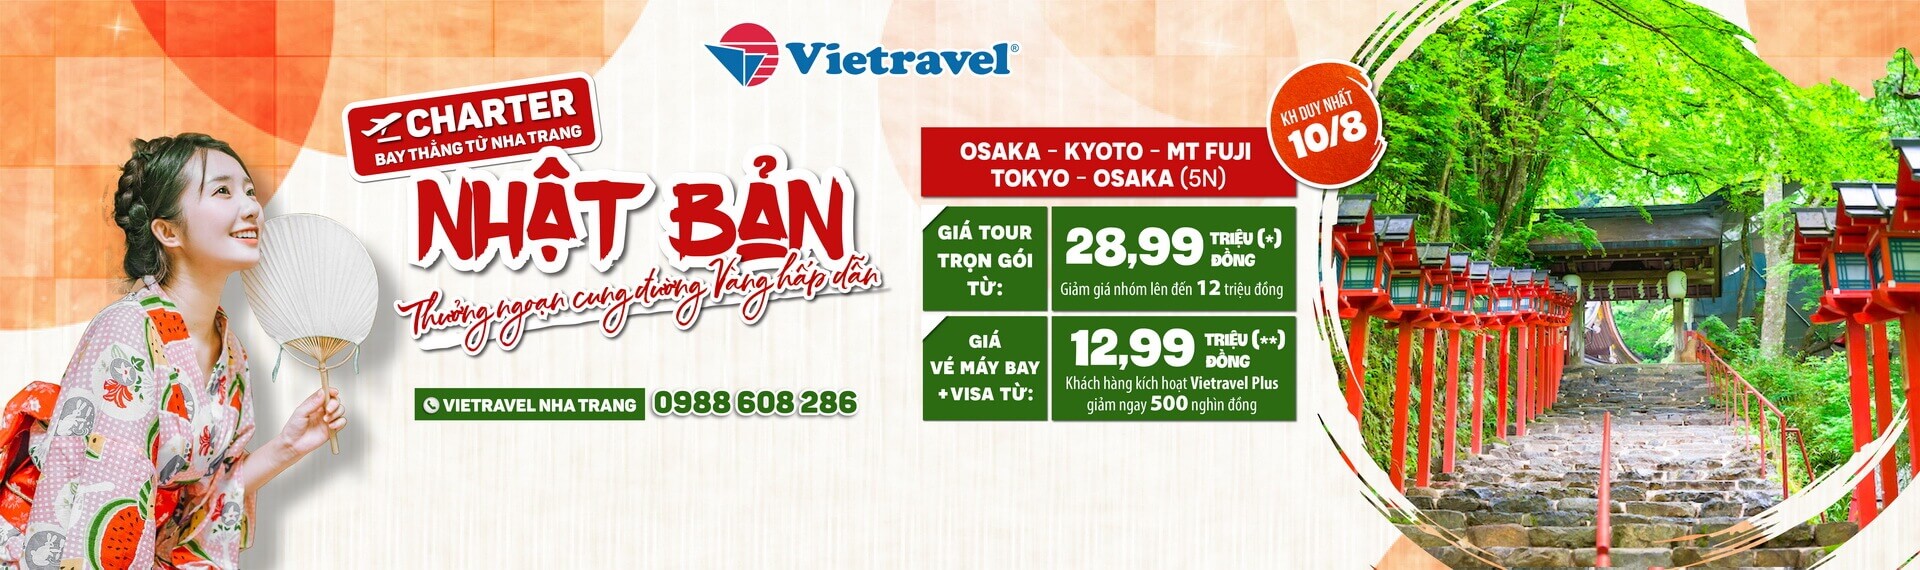 Vietravel®
CHARTER
BAY THẲNG TỪ NHA TRANG
NHẬT BẢN
Thưởng ngoạn cung đường Vàng hấp dẫn
VIETRAVEL NHA TRANG 0988 608 286
KH DUY NHẤT
10/8
OSAKA - KYOTO - MT FUJI
TOKYO - OSAKA (5N)
GIÁ TOUR
TRỌN GÓI
TỪ:
28,99 TRIỆU (*)
ĐỒNG
Giảm giá nhóm lên đến 12 triệu đồng
GIÁ
VÉ MÁY BAY
+VISA TỪ:
12,99 TRIỆU (**)
ĐỒNG
Khách hàng kích hoạt Vietravel Plus
giảm ngay 500 nghìn đồng